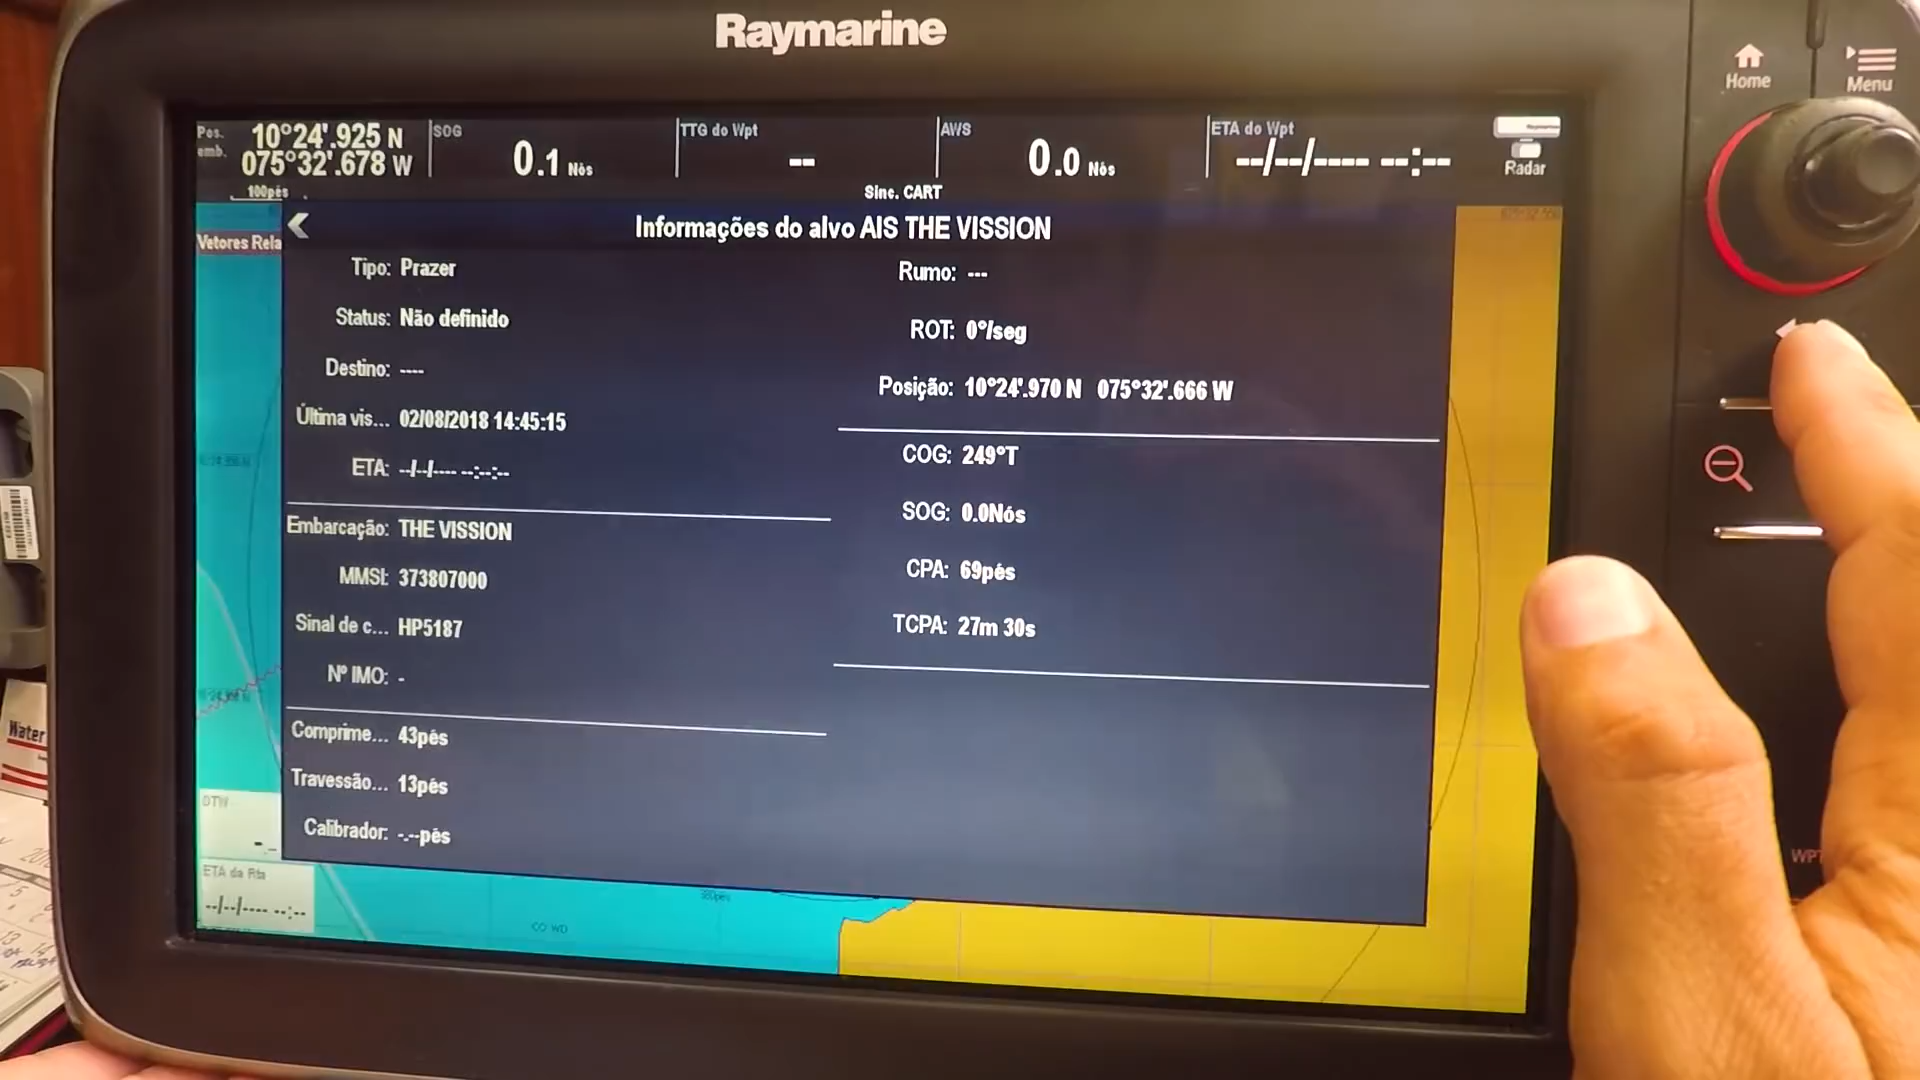 Raymarine
Home
Menu
Pos. emb. 10°24'.925 N 075°32'.678 W
SOG 0.1 Nós
TTG do Wpt --
AWS 0.0 Nós
ETA do Wpt --/--/---- --:--
Radar
100pés
Sinc. CART
Vetores Rela
Informações do alvo AIS THE VISSION
Tipo: Prazer
Status: Não definido
Destino: ----
Última vis... 02/08/2018 14:45:15
ETA: --/--/---- --:--:--
Embarcação: THE VISSION
MMSI: 373807000
Sinal de c... HP5187
Nº IMO: -
Comprime... 43pés
Travessão... 13pés
Calibrador: -.--pés
Rumo: ---
ROT: 0°/seg
Posição: 10°24'.970 N 075°32'.666 W
COG: 249°T
SOG: 0.0Nós
CPA: 69pés
TCPA: 27m 30s
DTW
-.--
ETA da Rta
--/--/---- --:--
CO WD
WPT
Water